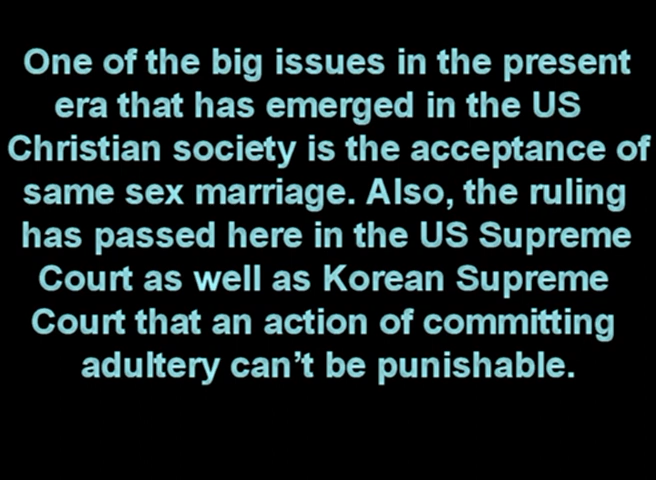 One of the big issues in the present
era that has emerged in the US
Christian society is the acceptance of
same sex marriage. Also, the ruling
has passed here in the US Supreme
Court as well as Korean Supreme
Court that an action of committing
adultery can’t be punishable.